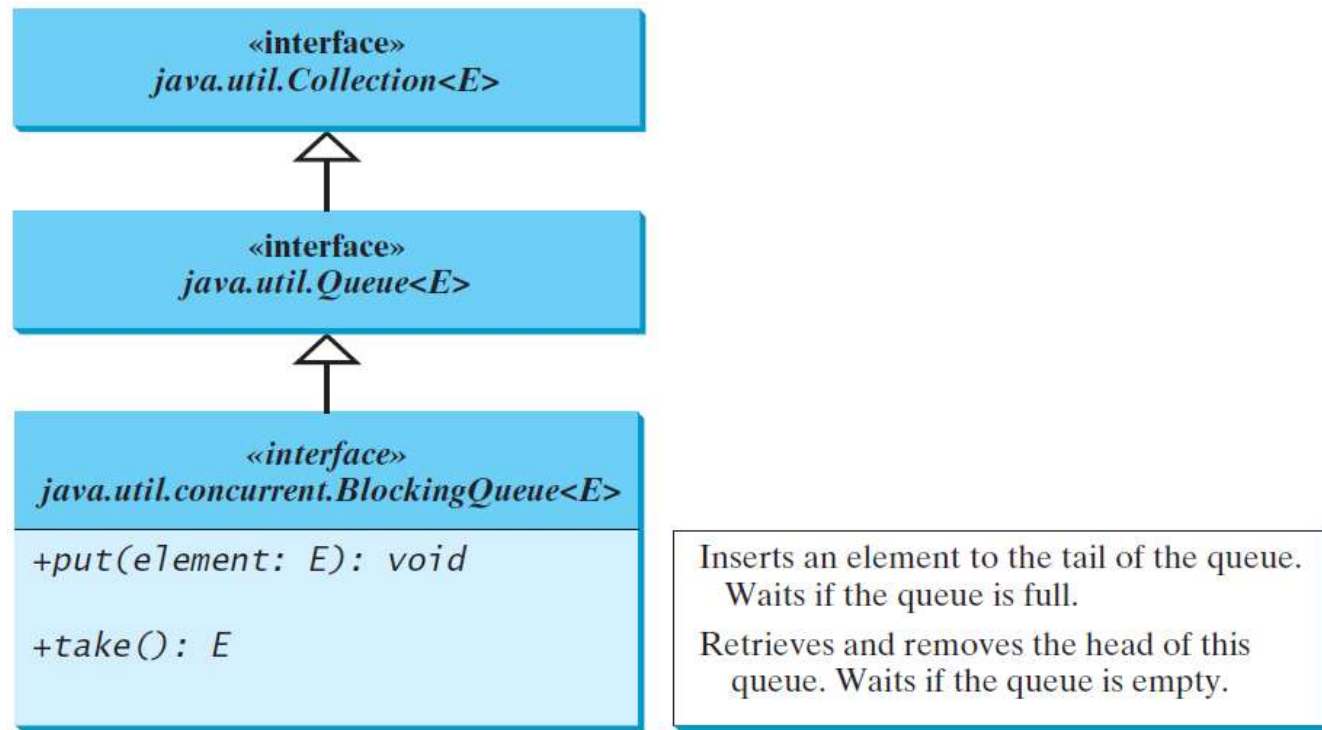 «interface»
java.util.Collection<E>
«interface»
java.util.Queue<E>
«interface»
java.util.concurrent.BlockingQueue<E>
+put(element: E): void
+take(): E
Inserts an element to the tail of the queue.
Waits if the queue is full.
Retrieves and removes the head of this
queue. Waits if the queue is empty.